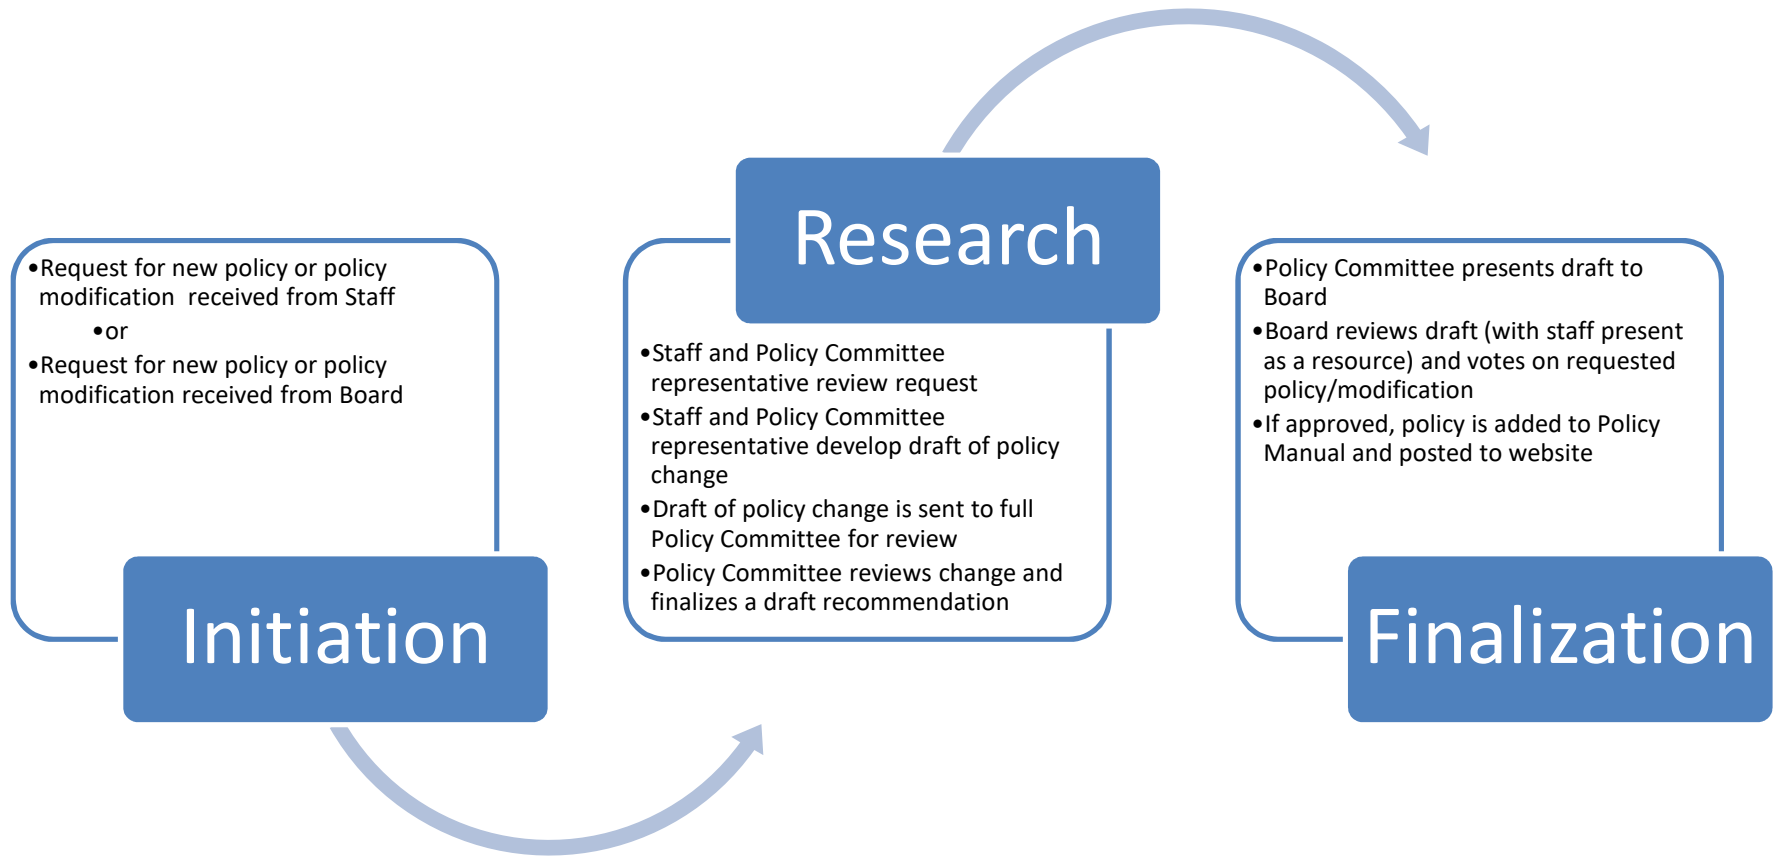 •Request for new policy or policy
modification  received from Staff
•or
•Request for new policy or policy
modification received from Board
Initiation
Research
•Staff and Policy Committee
representative review request
•Staff and Policy Committee
representative develop draft of policy
change
•Draft of policy change is sent to full
Policy Committee for review
•Policy Committee reviews change and
finalizes a draft recommendation
•Policy Committee presents draft to
Board
•Board reviews draft (with staff present
as a resource) and votes on requested
policy/modification
•If approved, policy is added to Policy
Manual and posted to website
Finalization